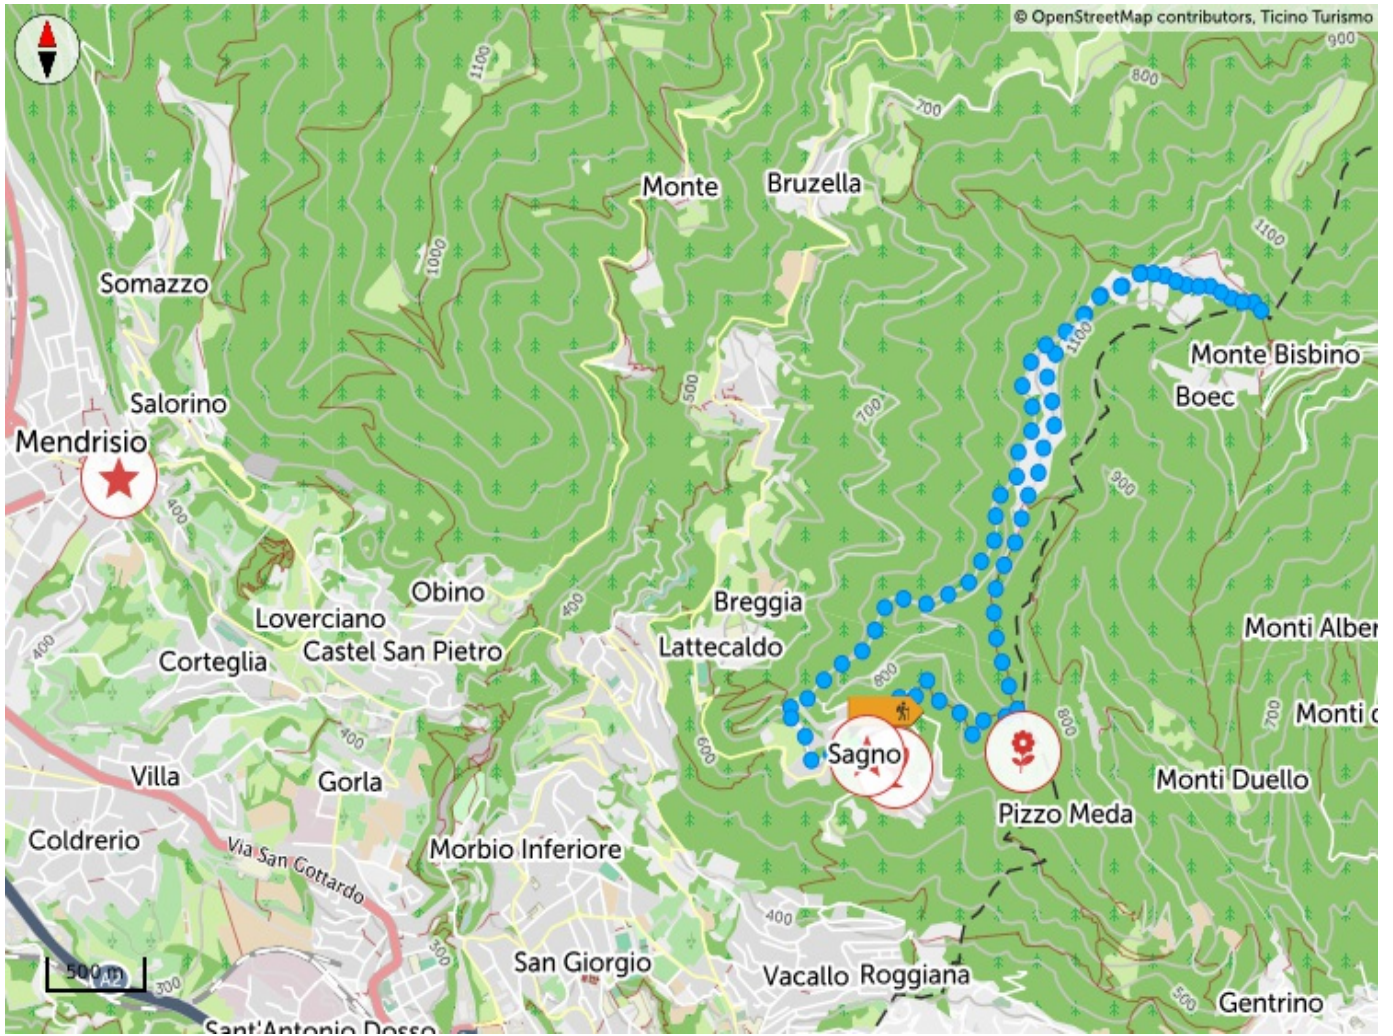 © OpenStreetMap contributors, Ticino Turismo
900
1100
800
700
Monte
Bruzella
1100
1000
Somazzo
1100
Monte Bisbino
500
Boec
Salorino
700
Mendrisio
900
400
Obino
400
Breggia
Loverciano
Monti Alber
400
Castel San Pietro
Lattecaldo
Corteglia
800
700
Monti d
800
400
600
Sagno
Villa
Gorla
Monti Duello
Pizzo Meda
Coldrerio
Via San Gottardo
Morbio Inferiore
400
300
San Giorgio
Vacallo
Roggiana
500 m
A2
300
500
Gentrino
Sant'Antonio Dosso